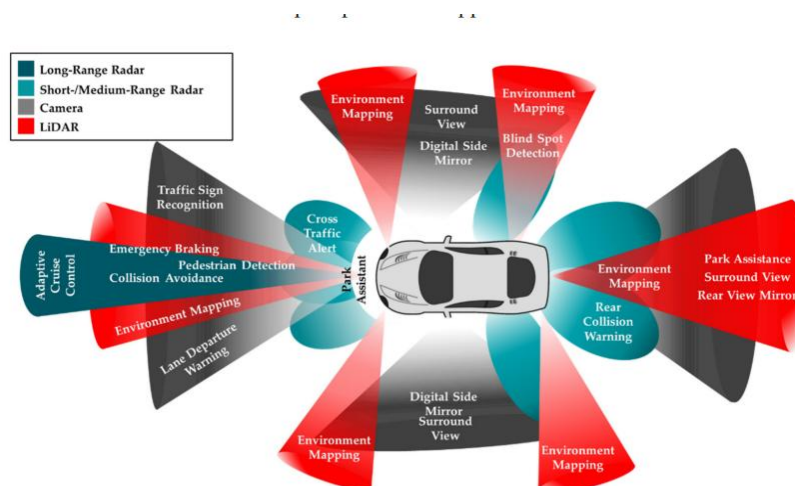 Long-Range Radar
Short-/Medium-Range Radar
Camera
LiDAR
Environment
Mapping
Surround
View
Digital Side
Mirror
Environment
Mapping
Blind Spot
Detection
Traffic Sign
Recognition
Cross
Traffic
Alert
Emergency Braking
Pedestrian Detection
Collision Avoidance
Adaptive
Cruise
Control
Park
Assistant
Environment Mapping
Lane Departure
Warning
Environment
Mapping
Park Assistance
Surround View
Rear View Mirror
Rear
Collision
Warning
Digital Side
Mirror
Surround
View
Environment
Mapping
Environment
Mapping